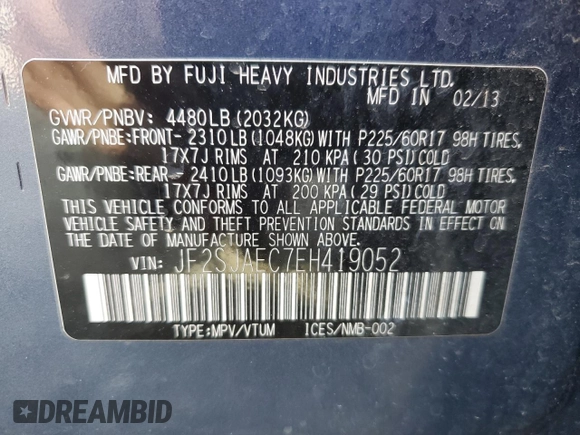 MFD BY FUJI HEAVY INDUSTRIES LTD.
MFD IN 02/13
GVWR/PNBV: 4480LB(2032KG)
GAWR/PNBE:FRONT- 2310LB(1048KG)WITH P225/60R17 98H TIRES,
17X7J RIMS AT 210 KPA(30 PSI)COLD
GAWR/PNBE:REAR- 2410LB(1093KG)WITH P225/60R17 98H TIRES,
17X7J RIMS AT 200 KPA(29 PSI)COLD
THIS VEHICLE CONFORMS TO ALL APPLICABLE FEDERAL MOTOR
VEHICLE SAFETY, BUMPER, AND THEFT PREVENTION STANDARDS
IN EFFECT ON THE DATE OF MANUFACTURE SHOWN ABOVE.
VIN: JF2SJAEC7EH419052
TYPE:MPV/VTUM ICES/NMB-002
DREAMBID